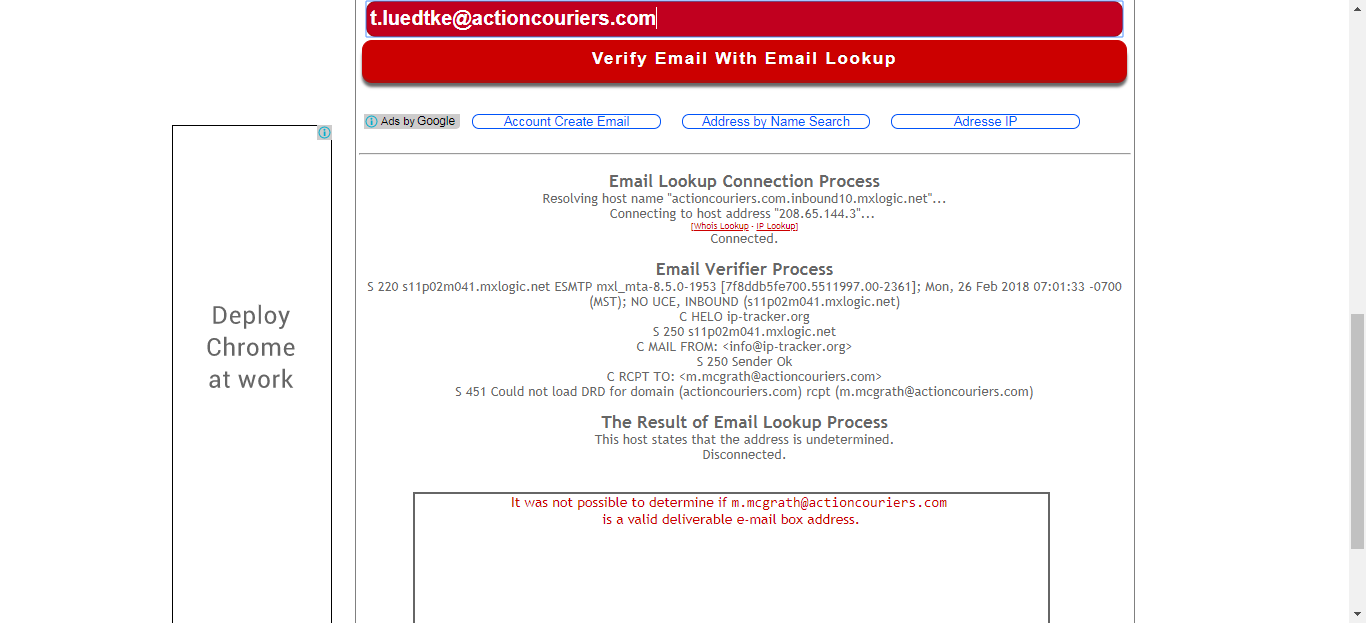 t.luedtke@actioncouriers.com
Verify Email With Email Lookup
Ads by Google
Account Create Email
Address by Name Search
Adresse IP
Email Lookup Connection Process
Resolving host name "actioncouriers.com.inbound10.mxlogic.net"...
Connecting to host address "208.65.144.3"...
[Whois Lookup - IP Lookup]
Connected.
Email Verifier Process
S 220 s11p02m041.mxlogic.net ESMTP mxl_mta-8.5.0-1953 [7f8ddb5fe700.5511997.00-2361]; Mon, 26 Feb 2018 07:01:33 -0700
(MST); NO UCE, INBOUND (s11p02m041.mxlogic.net)
C HELO ip-tracker.org
S 250 s11p02m041.mxlogic.net
C MAIL FROM: <info@ip-tracker.org>
S 250 Sender Ok
C RCPT TO: <m.mcgrath@actioncouriers.com>
S 451 Could not load DRD for domain (actioncouriers.com) rcpt (m.mcgrath@actioncouriers.com)
The Result of Email Lookup Process
This host states that the address is undetermined.
Disconnected.
It was not possible to determine if m.mcgrath@actioncouriers.com
is a valid deliverable e-mail box address.
Deploy
Chrome
at work